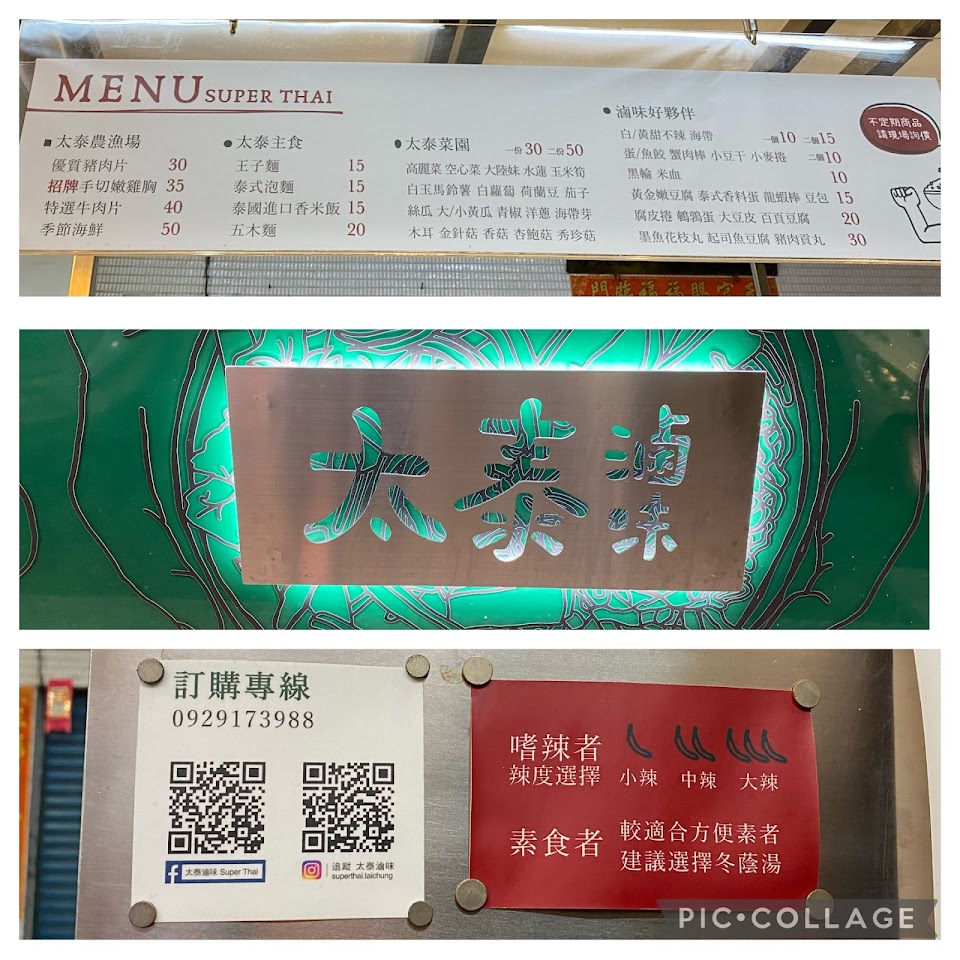 MENU SUPER THAI
■太泰農漁場
優質豬肉片 30
招牌手切嫩雞胸 35
特選牛肉片 40
季節海鮮 50
●太泰主食
王子麵 15
泰式泡麵 15
泰國進口香米飯 15
五木麵 20
●太泰菜園 一份30 二份50
高麗菜 空心菜 大陸妹 水蓮 玉米筍
白玉馬鈴薯 白蘿蔔 荷蘭豆 茄子
絲瓜 大/小黃瓜 青椒 洋蔥 海帶芽
木耳 金針菇 香菇 杏鮑菇 秀珍菇
●滷味好夥伴
白/黃甜不辣 海帶 一個10 二個15
蛋/魚餃 蟹肉棒 小豆干 小麥捲 二個10
黑輪 米血 10
黃金嫩豆腐 泰式香料蛋 龍蝦棒 豆包 15
腐皮捲 鵪鶉蛋 大豆皮 百頁豆腐 20
墨魚花枝丸 起司魚豆腐 豬肉貢丸 30
不定期商品
請現場詢價
門臨福福賜官天
太泰滷味
訂購專線
0929173988
太泰滷味 Super Thai
追蹤 太泰滷味
superthai.taichung
嗜辣者
辣度選擇
小辣 中辣 大辣
素食者
較適合方便素者
建議選擇冬蔭湯
PIC•COLLAGE